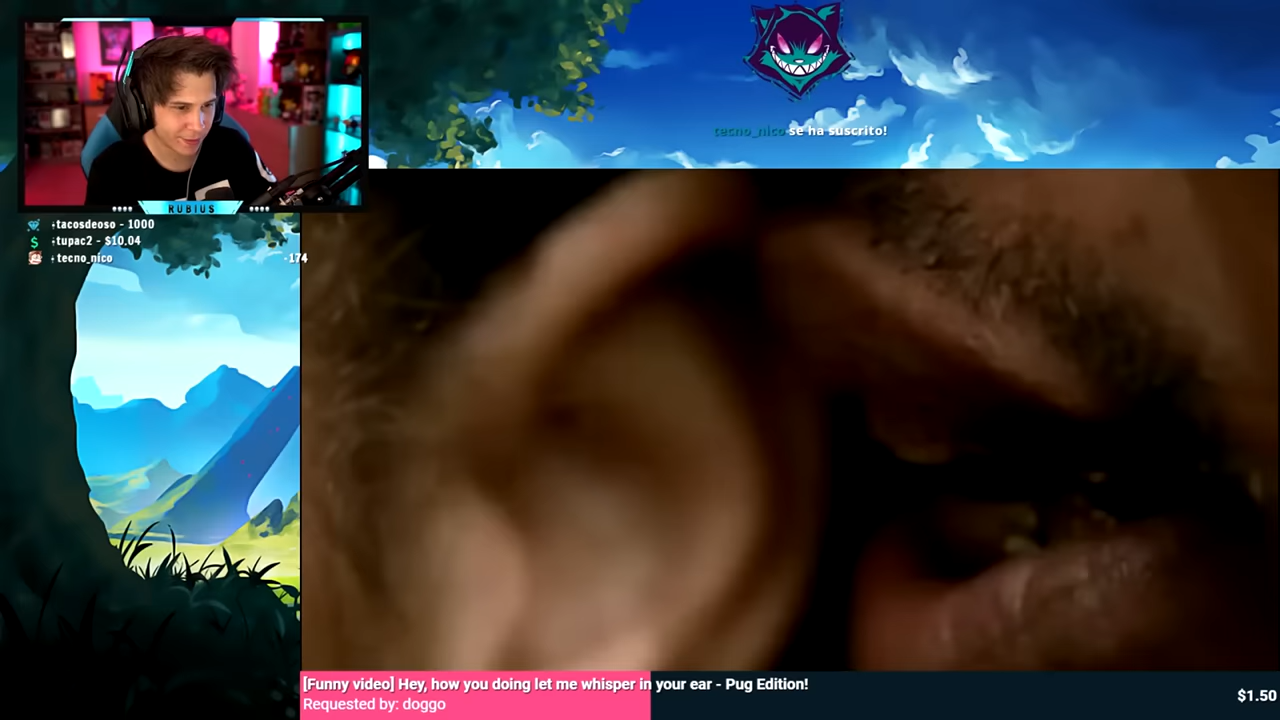 RUBIUS
tacosdeoso - 1000
tupac2 - $10.04
tecno_nico
-174
tecno_nico se ha suscrito!
[Funny video] Hey, how you doing let me whisper in your ear - Pug Edition!
Requested by: doggo
$1.50